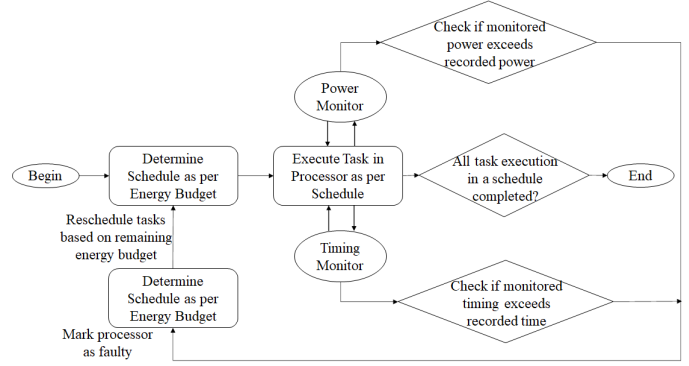 Check if monitored
power exceeds
recorded power
Power
Monitor
Begin
Determine
Schedule as per
Energy Budget
Execute Task in
Processor as per
Schedule
All task execution
in a schedule
completed?
End
Reschedule tasks
based on remaining
energy budget
Timing
Monitor
Determine
Schedule as per
Energy Budget
Check if monitored
timing exceeds
recorded time
Mark processor
as faulty